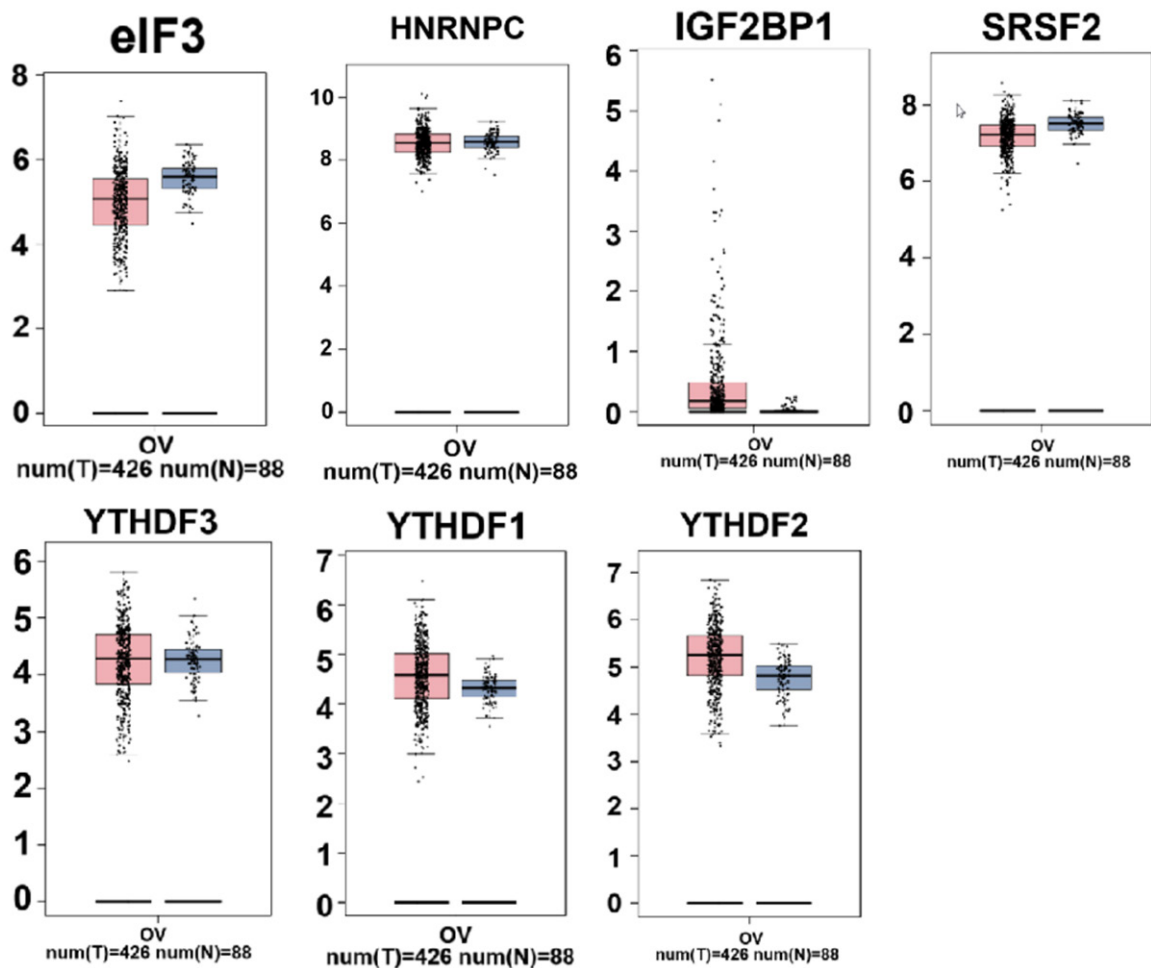 eIF3
8
6
4
2
0
OV
num(T)=426 num(N)=88
HNRNPC
10
8
6
4
2
0
OV
num(T)=426 num(N)=88
IGF2BP1
6
5
4
3
2
1
0
OV
num(T)=426 num(N)=88
SRSF2
8
6
4
2
0
OV
num(T)=426 num(N)=88
YTHDF3
6
5
4
3
2
1
0
OV
num(T)=426 num(N)=88
YTHDF1
7
6
5
4
3
2
1
0
OV
num(T)=426 num(N)=88
YTHDF2
7
6
5
4
3
2
1
0
OV
num(T)=426 num(N)=88